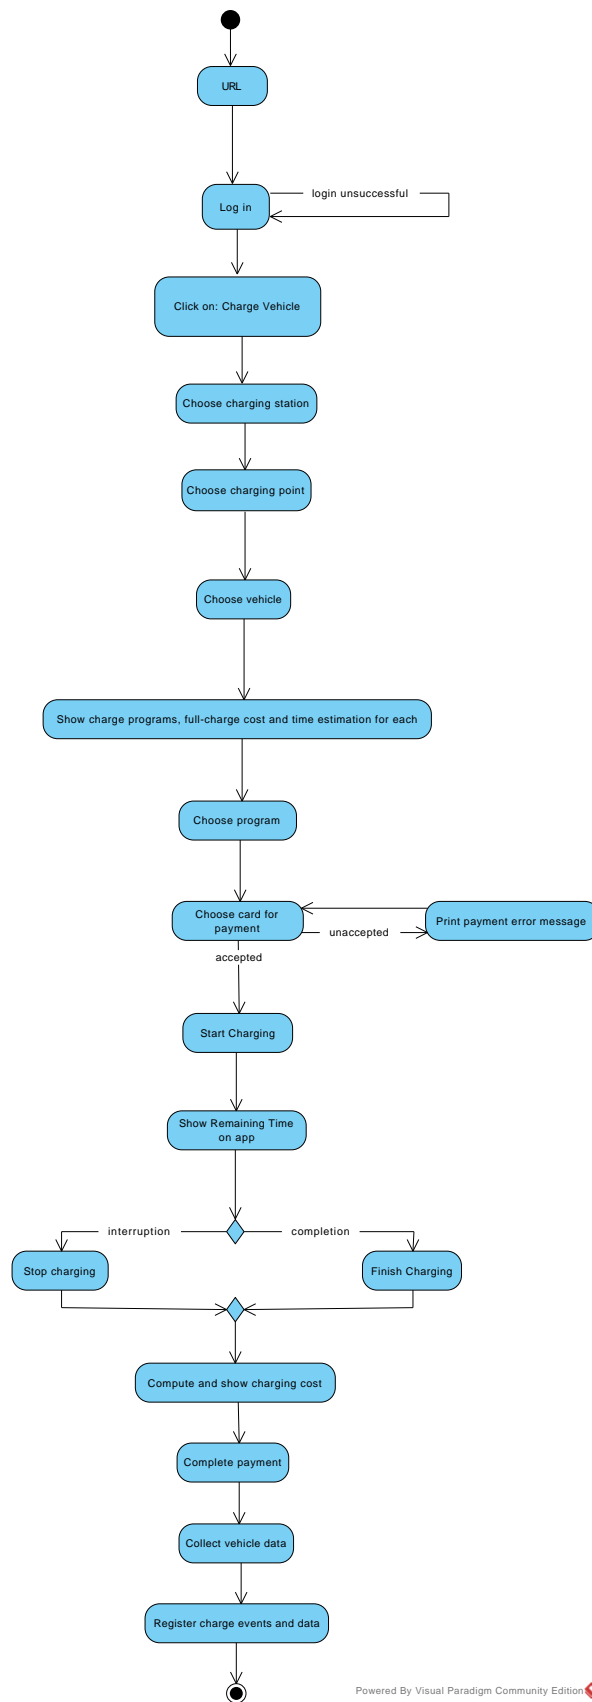 URL
Log in
login unsuccessful
Click on: Charge Vehicle
Choose charging station
Choose charging point
Choose vehicle
Show charge programs, full-charge cost and time estimation for each
Choose program
Choose card for
payment
Print payment error message
unaccepted
accepted
Start Charging
Show Remaining Time
on app
interruption
completion
Stop charging
Finish Charging
Compute and show charging cost
Complete payment
Collect vehicle data
Register charge events and data
Powered By Visual Paradigm Community Edition